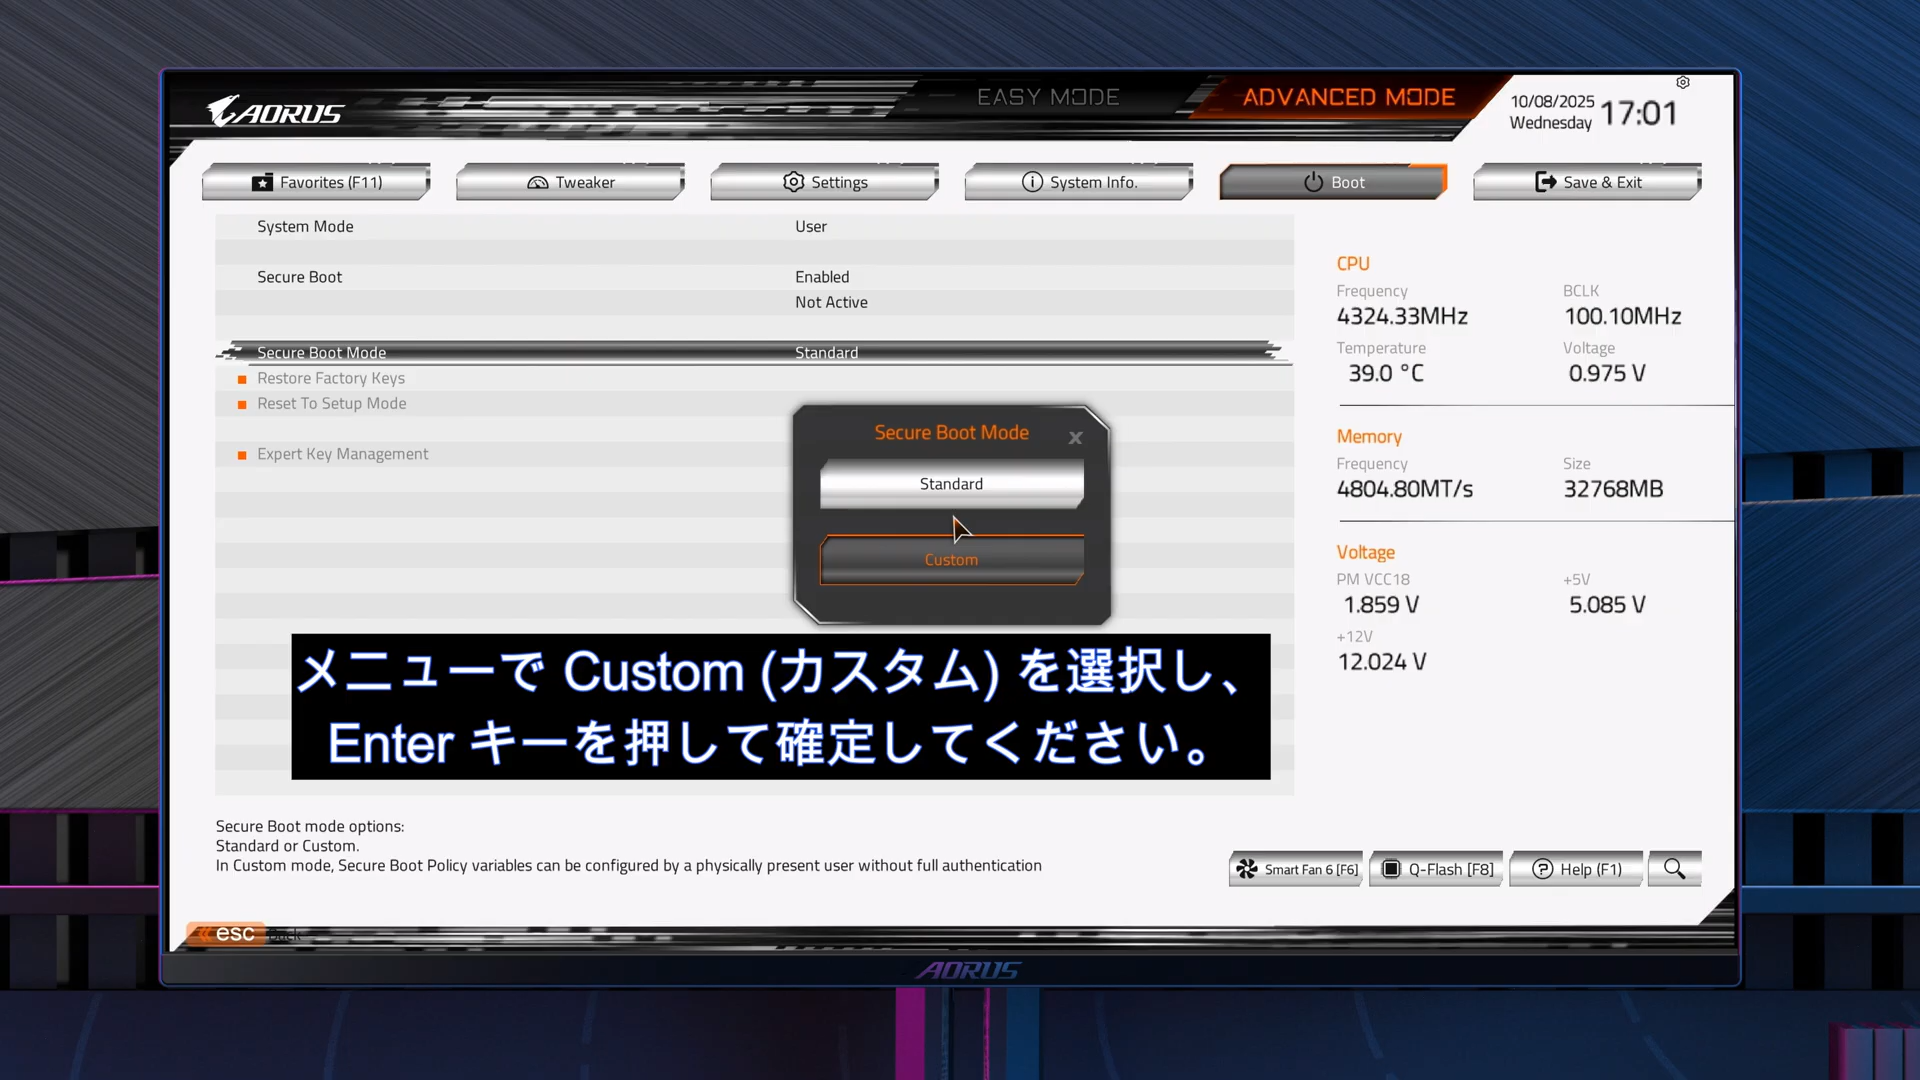 AORUS
EASY MODE
ADVANCED MODE
10/08/2025
Wednesday
17:01
Favorites (F11)
Tweaker
Settings
System Info.
Boot
Save & Exit
System Mode User
Secure Boot Enabled
Not Active
Secure Boot Mode Standard
Restore Factory Keys
Reset To Setup Mode
Expert Key Management
Secure Boot Mode
x
Standard
Custom
メニューで Custom (カスタム) を選択し、
Enter キーを押して確定してください。
CPU
Frequency BCLK
4324.33MHz 100.10MHz
Temperature Voltage
39.0 °C 0.975 V
Memory
Frequency Size
4804.80MT/s 32768MB
Voltage
PM VCC18 +5V
1.859 V 5.085 V
+12V
12.024 V
Secure Boot mode options:
Standard or Custom.
In Custom mode, Secure Boot Policy variables can be configured by a physically present user without full authentication
Smart Fan 6 [F6]
Q-Flash [F8]
Help (F1)
esc Back
AORUS